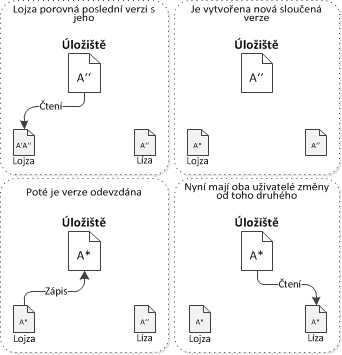 Lojza porovná poslední verzi s
jeho
Úložiště
A‘‘
Čtení
A‘A‘‘
Lojza
A‘‘
Líza
Je vytvořena nová sloučená
verze
Úložiště
A‘‘
A*
Lojza
A‘‘
Poté je verze odevzdána
Úložiště
A*
Zápis
A*
Lojza
A‘‘
Líza
Nyní mají oba uživatelé změny
od toho druhého
Úložiště
A*
Čtení
A*
Lojza
A*
Líza